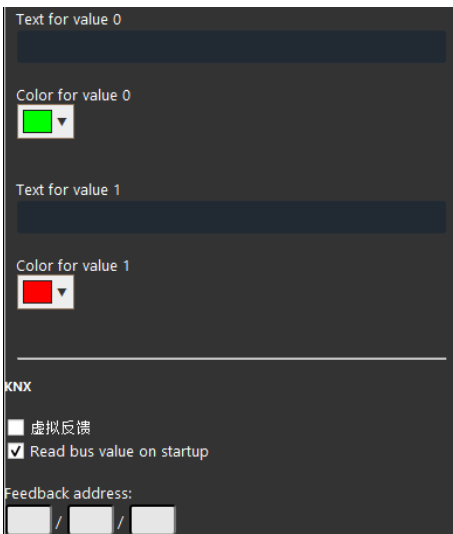 Text for value 0
Color for value 0
Text for value 1
Color for value 1
KNX
虚拟反馈
Read bus value on startup
Feedback address:
/ /